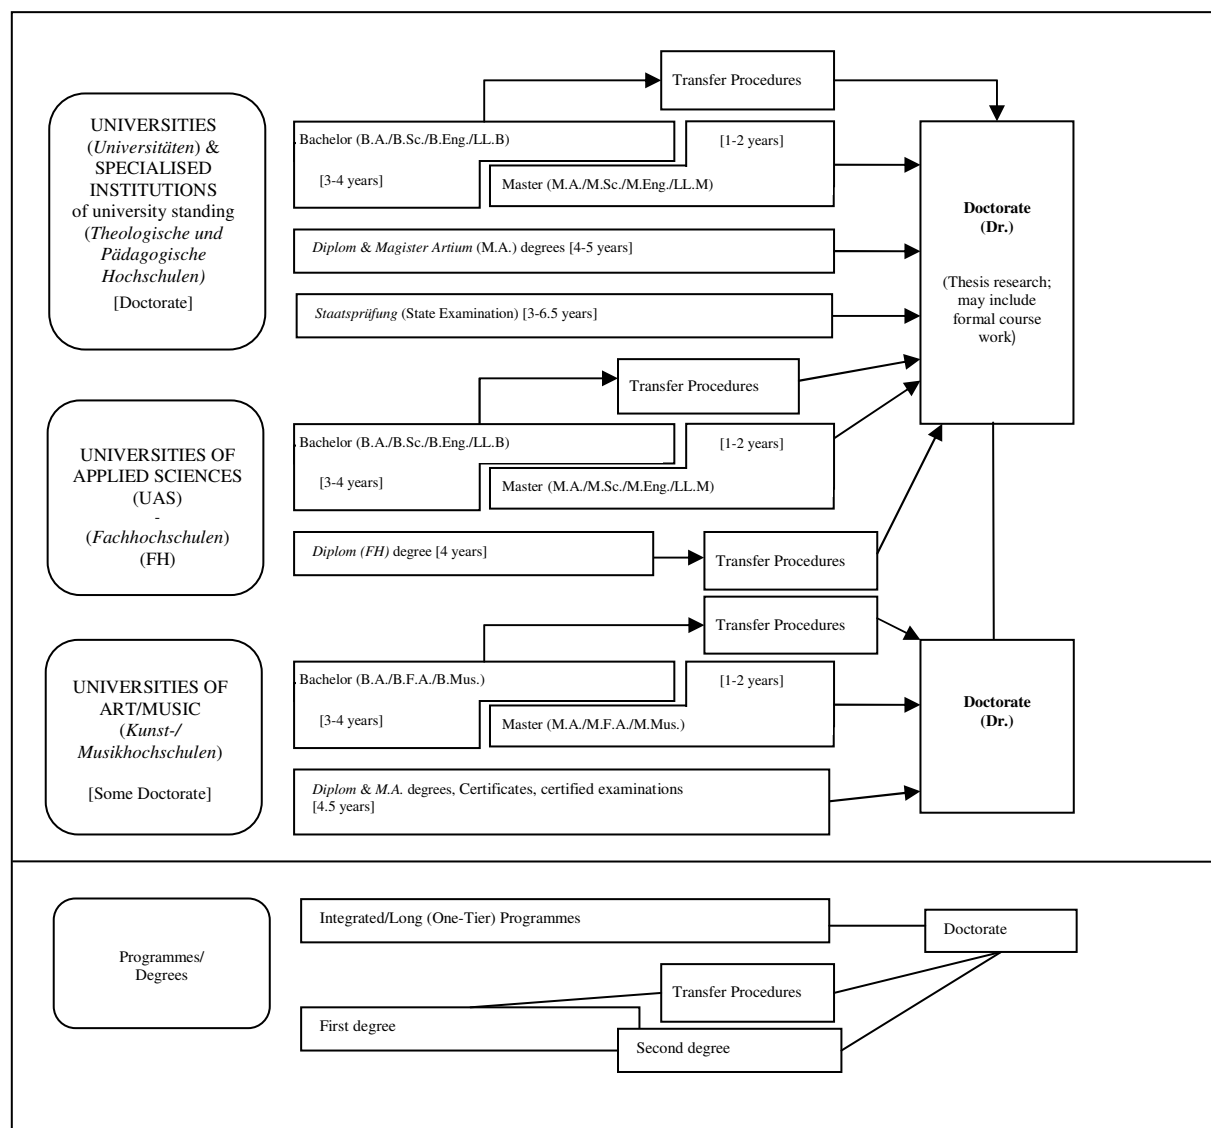 Transfer Procedures
UNIVERSITIES
(Universitäten) &
SPECIALISED
INSTITUTIONS
of university standing
(Theologische und
Pädagogische
Hochschulen)
[Doctorate]
Bachelor (B.A./B.Sc./B.Eng./LL.B)
[1-2 years]
[3-4 years]
Master (M.A./M.Sc./M.Eng./LL.M)
Diplom & Magister Artium (M.A.) degrees [4-5 years]
Staatsprüfung (State Examination) [3-6.5 years]
Doctorate
(Dr.)
(Thesis research;
may include
formal course
work)
Transfer Procedures
UNIVERSITIES OF
APPLIED SCIENCES
(UAS)
-
(Fachhochschulen)
(FH)
Bachelor (B.A./B.Sc./B.Eng./LL.B)
[1-2 years]
[3-4 years]
Master (M.A./M.Sc./M.Eng./LL.M)
Diplom (FH) degree [4 years]
Transfer Procedures
Transfer Procedures
UNIVERSITIES OF
ART/MUSIC
(Kunst-/
Musikhochschulen)
[Some Doctorate]
Bachelor (B.A./B.F.A./B.Mus.)
[1-2 years]
[3-4 years]
Master (M.A./M.F.A./M.Mus.)
Diplom & M.A. degrees, Certificates, certified examinations
[4.5 years]
Doctorate
(Dr.)
Programmes/
Degrees
Integrated/Long (One-Tier) Programmes
Doctorate
Transfer Procedures
First degree
Second degree